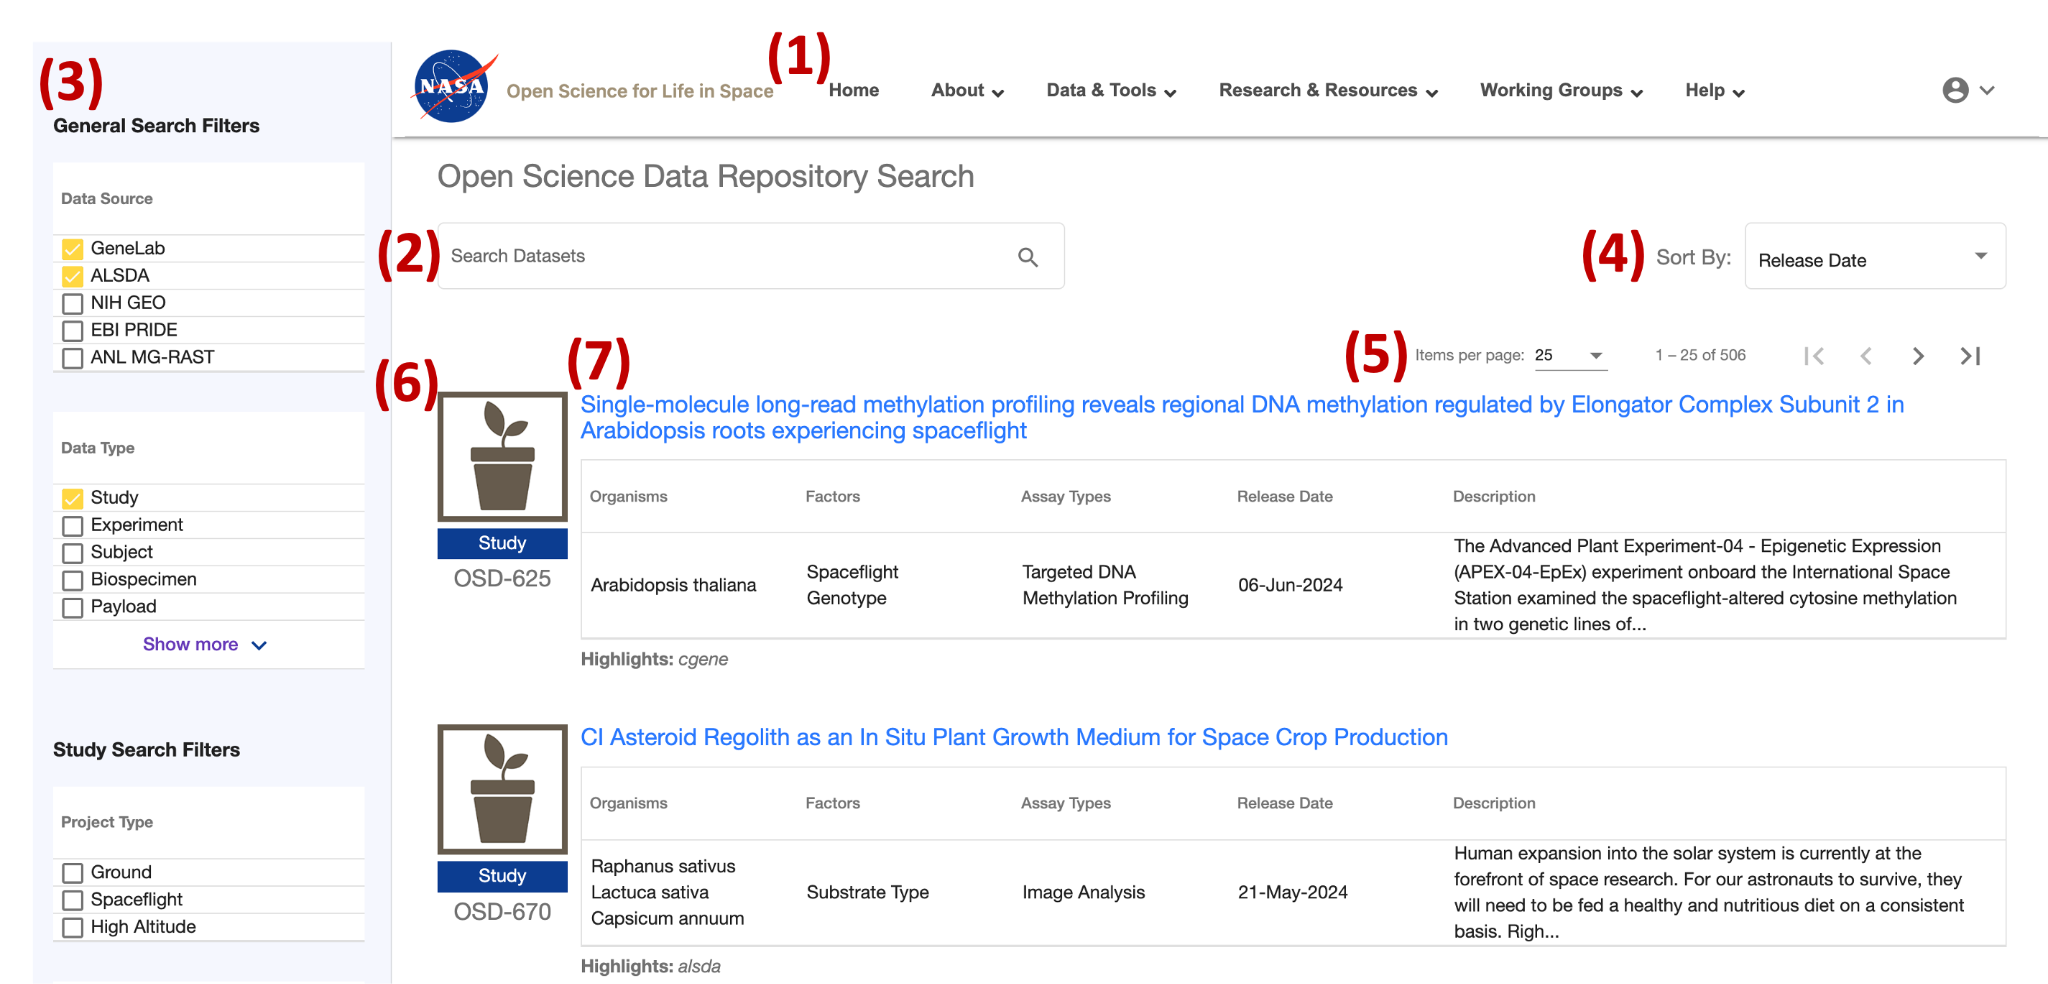 (3)
General Search Filters
Data Source
GeneLab
ALSDA
NIH GEO
EBI PRIDE
ANL MG-RAST
Data Type
Study
Experiment
Subject
Biospecimen
Payload
Show more
Study Search Filters
Project Type
Ground
Spaceflight
High Altitude
NASA
Open Science for Life in Space
(1)
Home About Data & Tools Research & Resources Working Groups Help
Open Science Data Repository Search
(2) Search Datasets
(4) Sort By: Release Date
(5) Items per page: 25 1 – 25 of 506
(6)
(7)
Single-molecule long-read methylation profiling reveals regional DNA methylation regulated by Elongator Complex Subunit 2 in
Arabidopsis roots experiencing spaceflight
Study
OSD-625
Organisms Factors Assay Types Release Date Description
Arabidopsis thaliana
Spaceflight
Genotype
Targeted DNA
Methylation Profiling
06-Jun-2024
The Advanced Plant Experiment-04 - Epigenetic Expression
(APEX-04-EpEx) experiment onboard the International Space
Station examined the spaceflight-altered cytosine methylation
in two genetic lines of...
Highlights: cgene
CI Asteroid Regolith as an In Situ Plant Growth Medium for Space Crop Production
Study
OSD-670
Organisms Factors Assay Types Release Date Description
Raphanus sativus
Lactuca sativa
Capsicum annuum
Substrate Type
Image Analysis
21-May-2024
Human expansion into the solar system is currently at the
forefront of space research. For our astronauts to survive, they
will need to be fed a healthy and nutritious diet on a consistent
basis. Righ...
Highlights: alsda